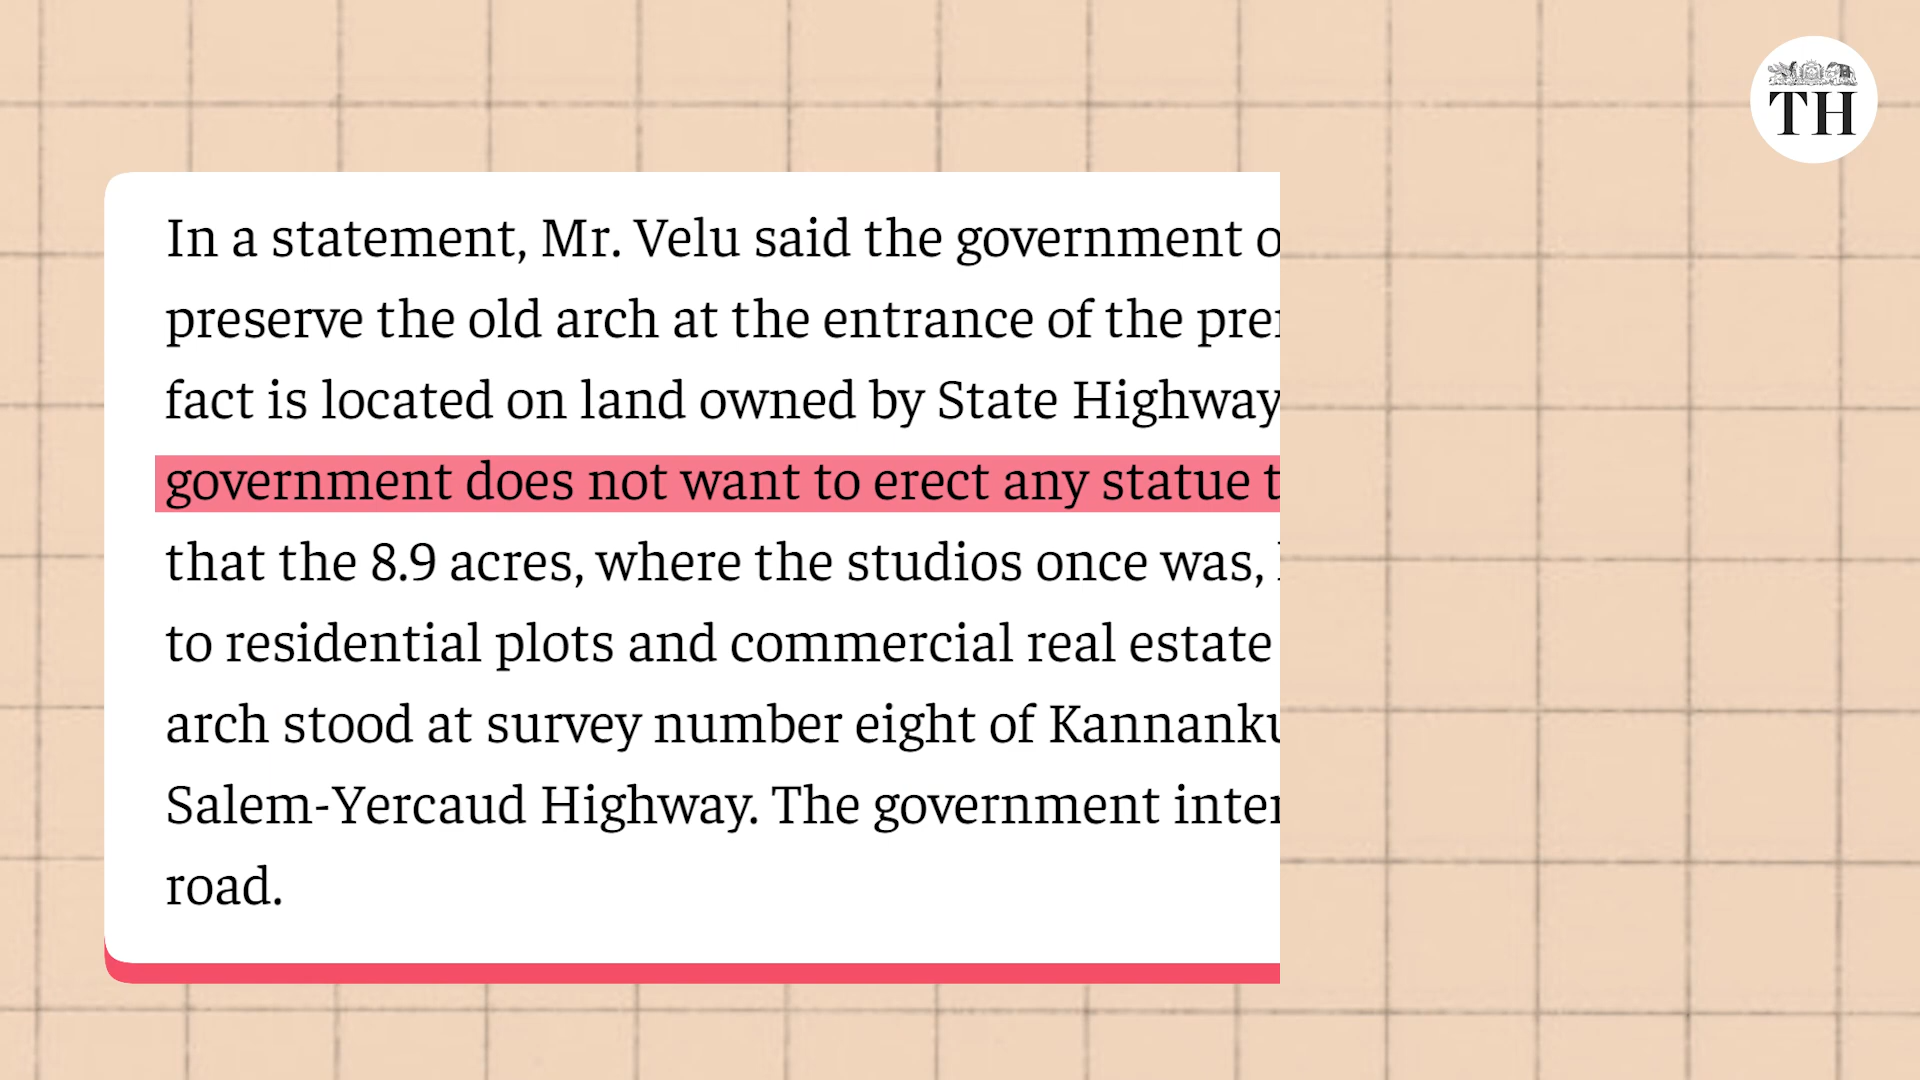 TH
In a statement, Mr. Velu said the government
preserve the old arch at the entrance of the
fact is located on land owned by State Highway
government does not want to erect any statue
that the 8.9 acres, where the studios once was,
to residential plots and commercial real estate
arch stood at survey number eight of
Salem-Yercaud Highway. The government
road.